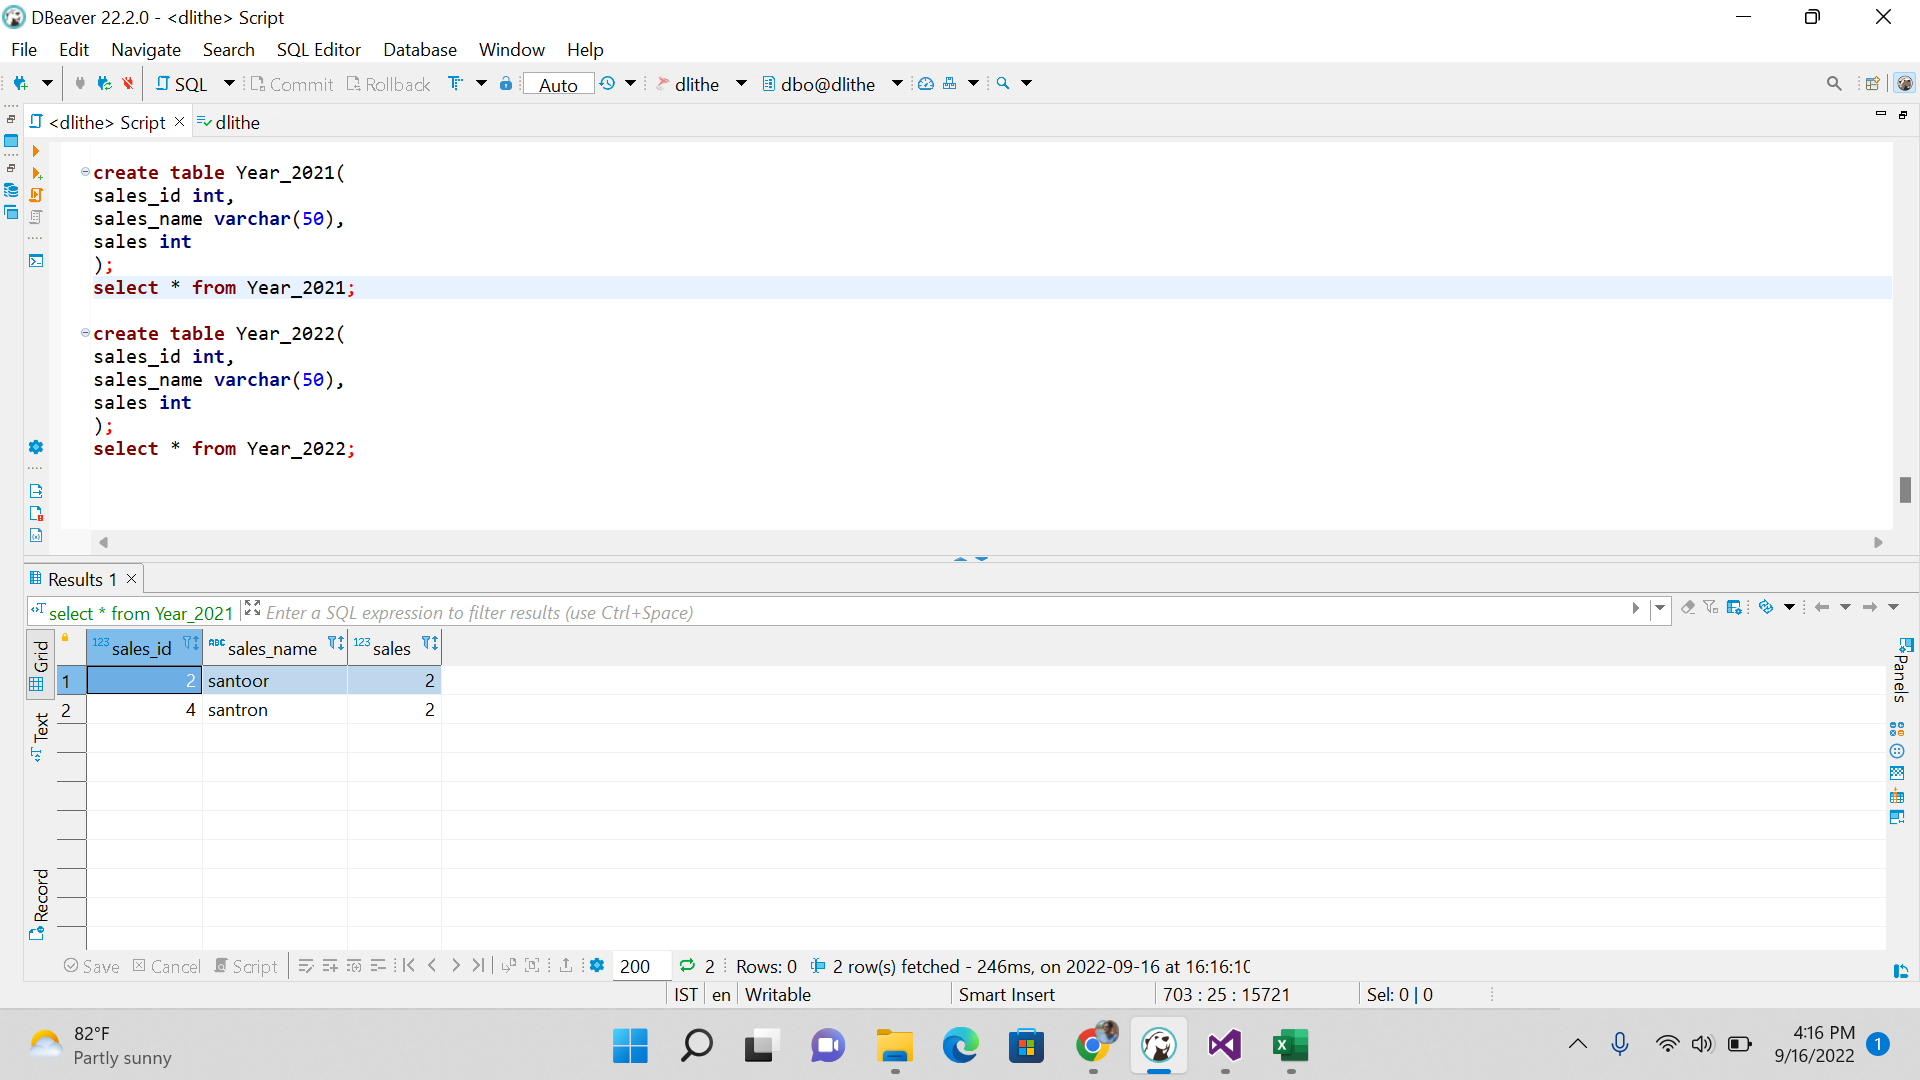 DBeaver 22.2.0 - <dlithe> Script
File Edit Navigate Search SQL Editor Database Window Help
SQL Commit Rollback Auto dlithe dbo@dlithe
<dlithe> Script dlithe
create table Year_2021(
sales_id int,
sales_name varchar(50),
sales int
);
select * from Year_2021;
create table Year_2022(
sales_id int,
sales_name varchar(50),
sales int
);
select * from Year_2022;
Results 1
select * from Year_2021 Enter a SQL expression to filter results (use Ctrl+Space)
Grid
Text
Record
Panels
123 sales_id ABC sales_name 123 sales
1 2 santoor 2
2 4 santron 2
Save Cancel Script 200 2 Rows: 0 2 row(s) fetched - 246ms, on 2022-09-16 at 16:16:10
IST en Writable Smart Insert 703 : 25 : 15721 Sel: 0 | 0
82°F
Partly sunny
4:16 PM
9/16/2022
1